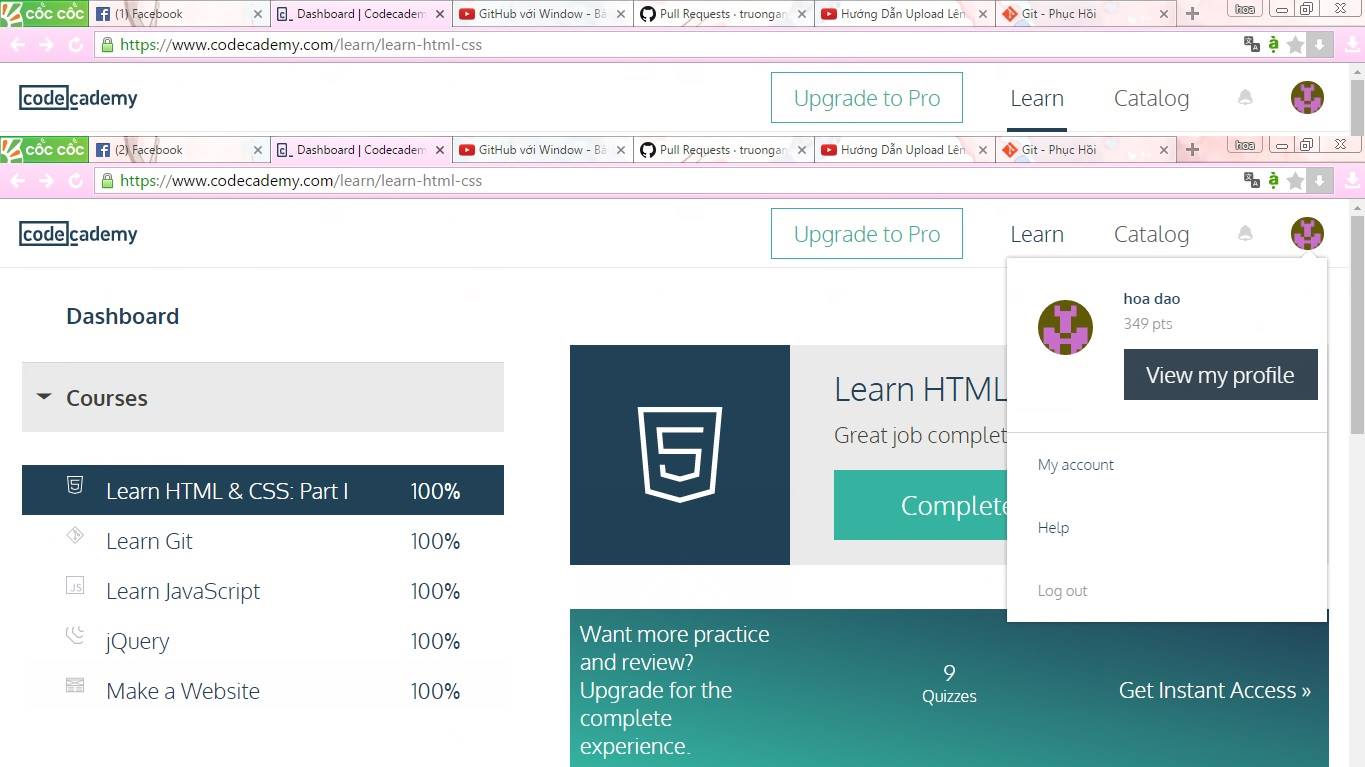 CỐC CỐC
(1) Facebook
Dashboard | Codecadem
GitHub với Window - Bà
Pull Requests · truongan
Hướng Dẫn Upload Lên
Git - Phục Hồi
hoa
https://www.codecademy.com/learn/learn-html-css
codecademy
Upgrade to Pro
Learn
Catalog
CỐC CỐC
(2) Facebook
Dashboard | Codecadem
GitHub với Window - Bà
Pull Requests · truongan
Hướng Dẫn Upload Lên
Git - Phục Hồi
hoa
https://www.codecademy.com/learn/learn-html-css
codecademy
Upgrade to Pro
Learn
Catalog
Dashboard
Courses
Learn HTML & CSS: Part I 100%
Learn Git 100%
JS Learn JavaScript 100%
jQuery 100%
Make a Website 100%
Learn HTML
Great job complet
Complete
hoa dao
349 pts
View my profile
My account
Help
Log out
Want more practice
and review?
Upgrade for the
complete
experience.
9
Quizzes
Get Instant Access »